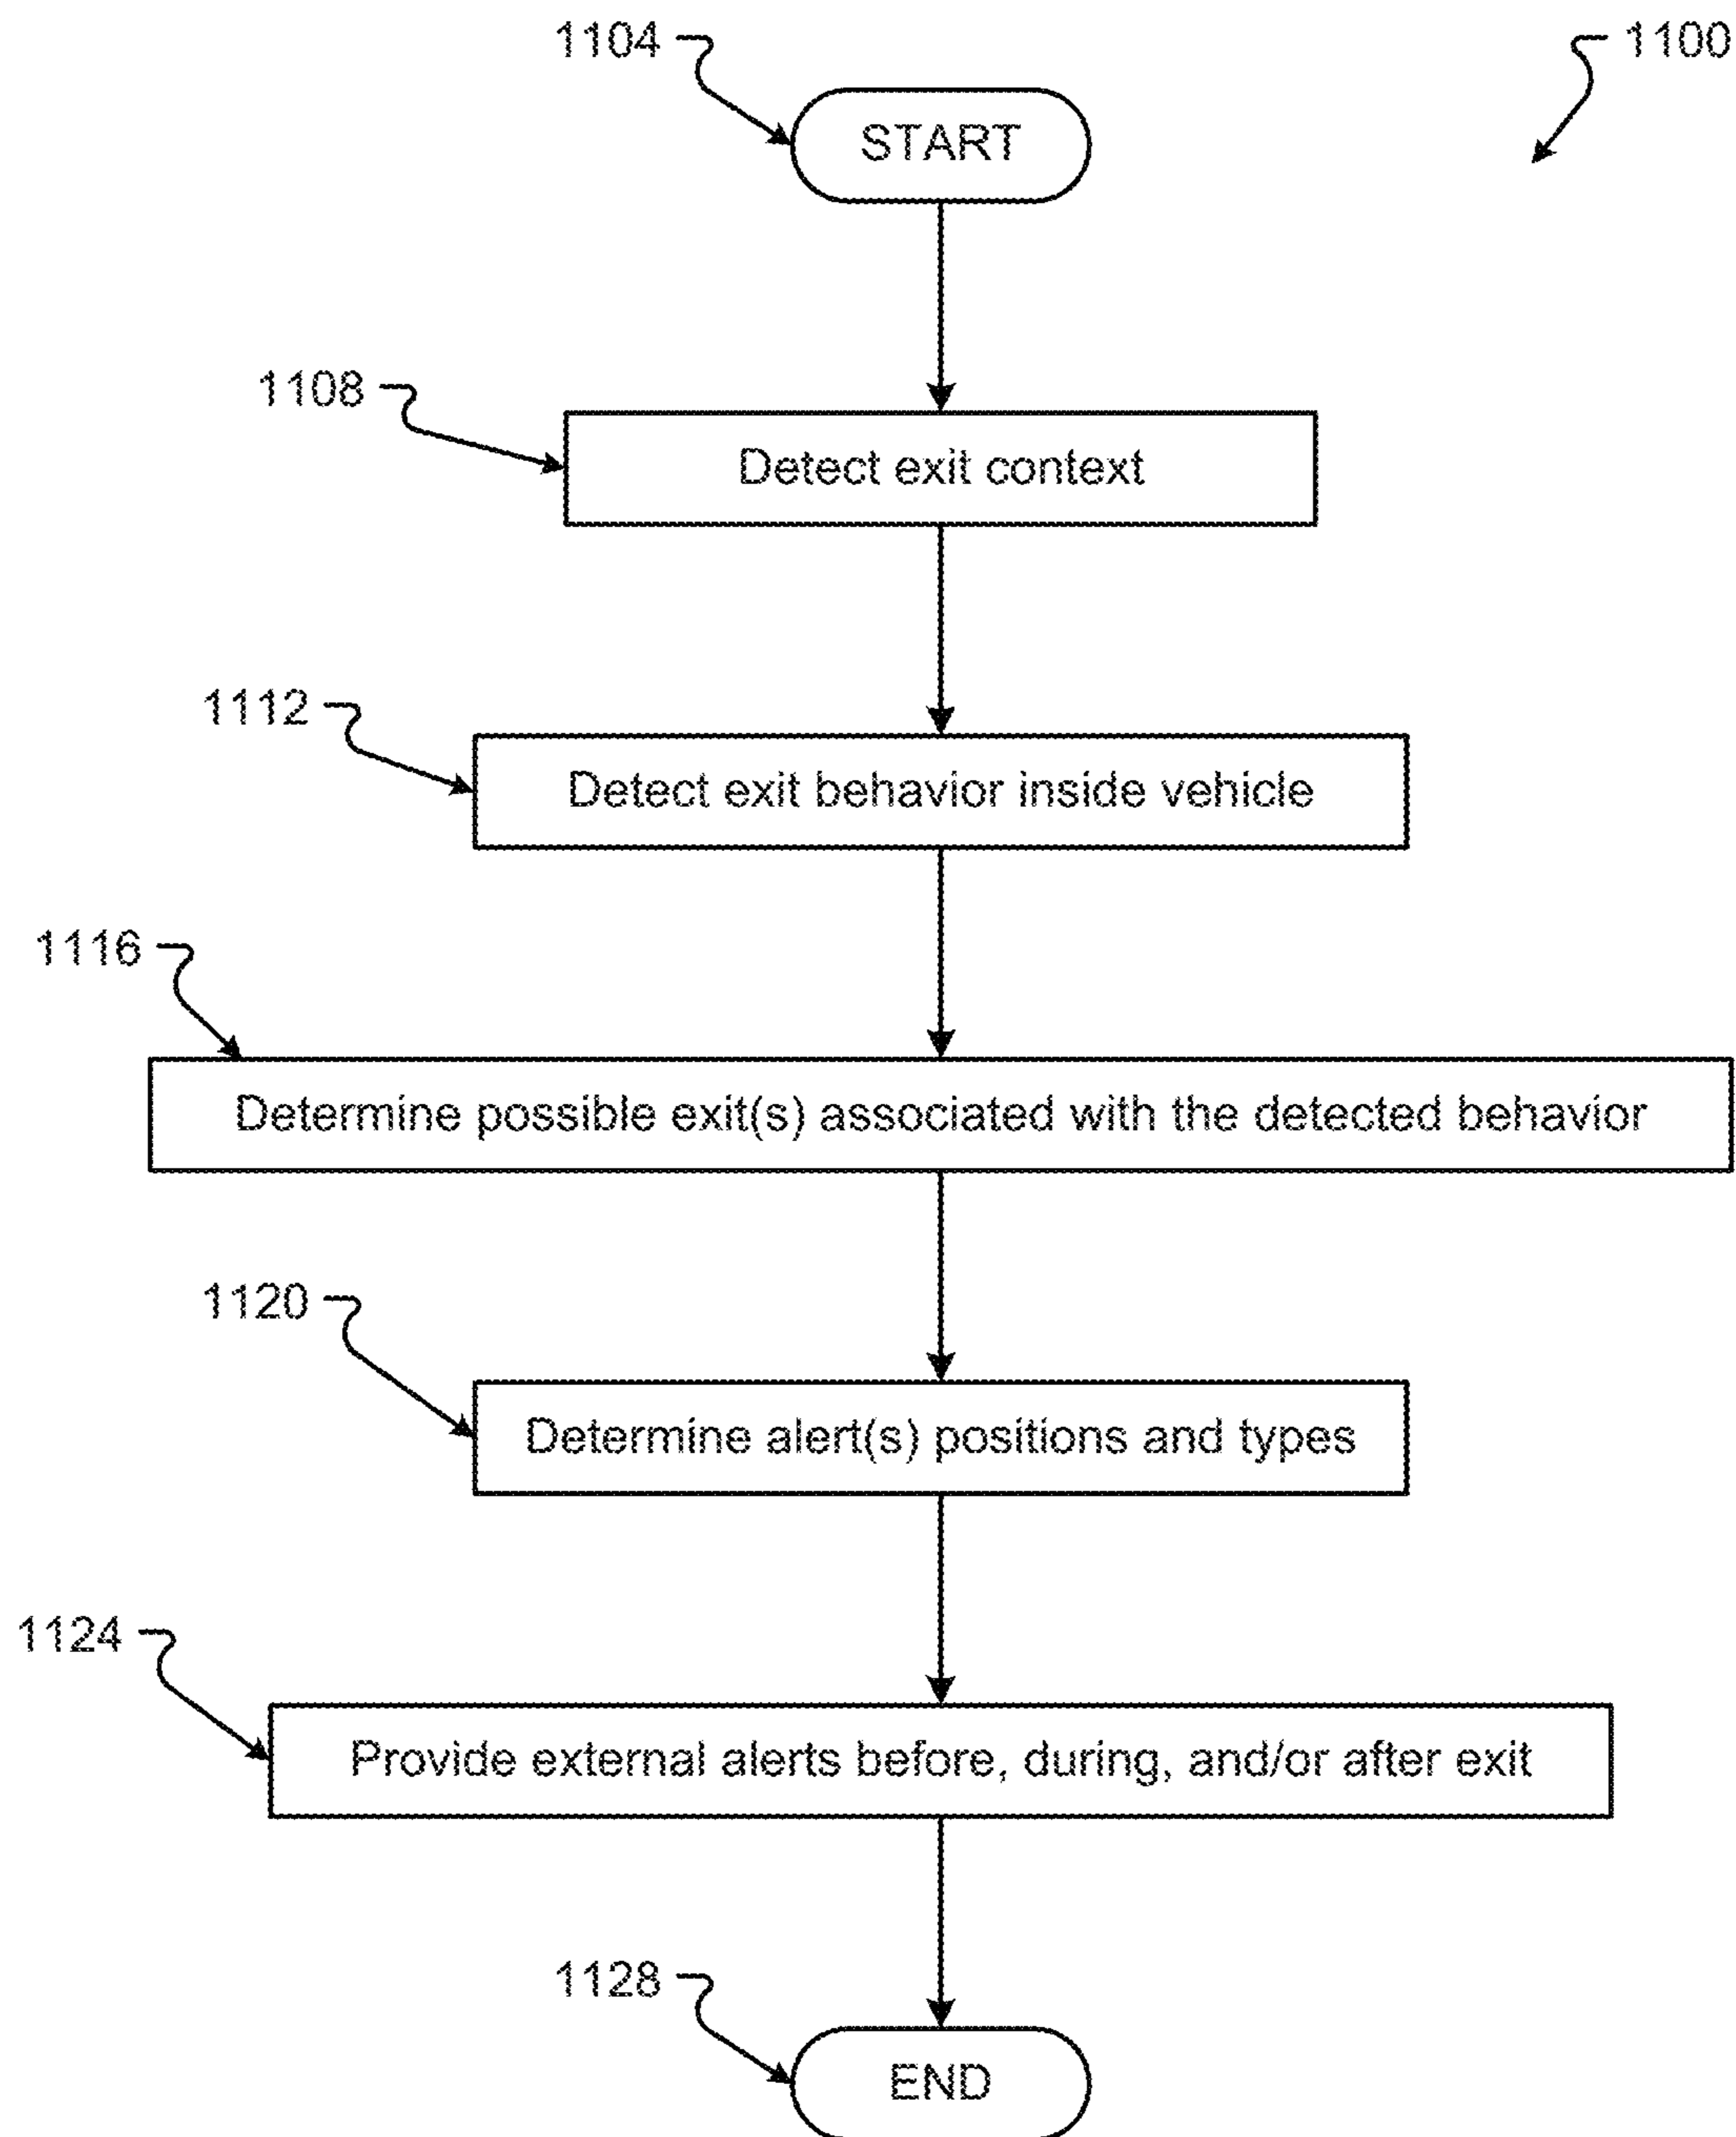 1104
1100
START
1108
Detect exit context
1112
Detect exit behavior inside vehicle
1116
Determine possible exit(s) associated with the detected behavior
1120
Determine alert(s) positions and types
1124
Provide external alerts before, during, and/or after exit
1128
END